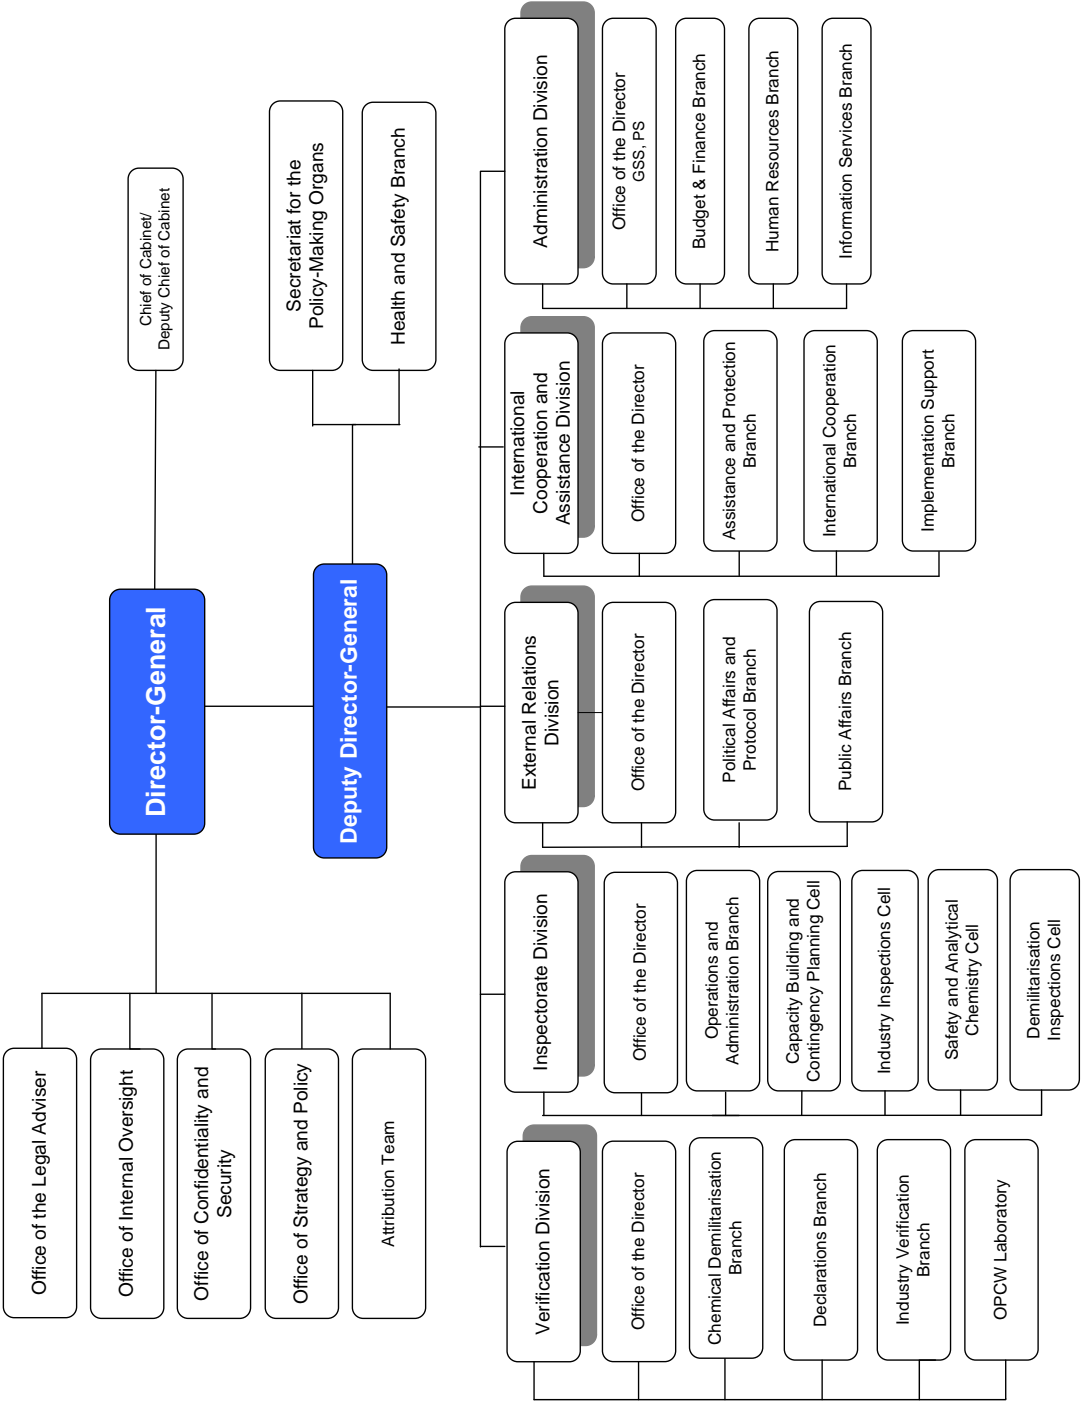 Director-General
Chief of Cabinet/
Deputy Chief of Cabinet
Office of the Legal Adviser
Office of Internal Oversight
Office of Confidentiality and
Security
Office of Strategy and Policy
Attribution Team
Deputy Director-General
Secretariat for the
Policy-Making Organs
Health and Safety Branch
Verification Division
Office of the Director
Chemical Demilitarisation
Branch
Declarations Branch
Industry Verification
Branch
OPCW Laboratory
Inspectorate Division
Office of the Director
Operations and
Administration Branch
Capacity Building and
Contingency Planning Cell
Industry Inspections Cell
Safety and Analytical
Chemistry Cell
Demilitarisation
Inspections Cell
External Relations
Division
Office of the Director
Political Affairs and
Protocol Branch
Public Affairs Branch
International
Cooperation and
Assistance Division
Office of the Director
Assistance and Protection
Branch
International Cooperation
Branch
Implementation Support
Branch
Administration Division
Office of the Director
GSS, PS
Budget & Finance Branch
Human Resources Branch
Information Services Branch